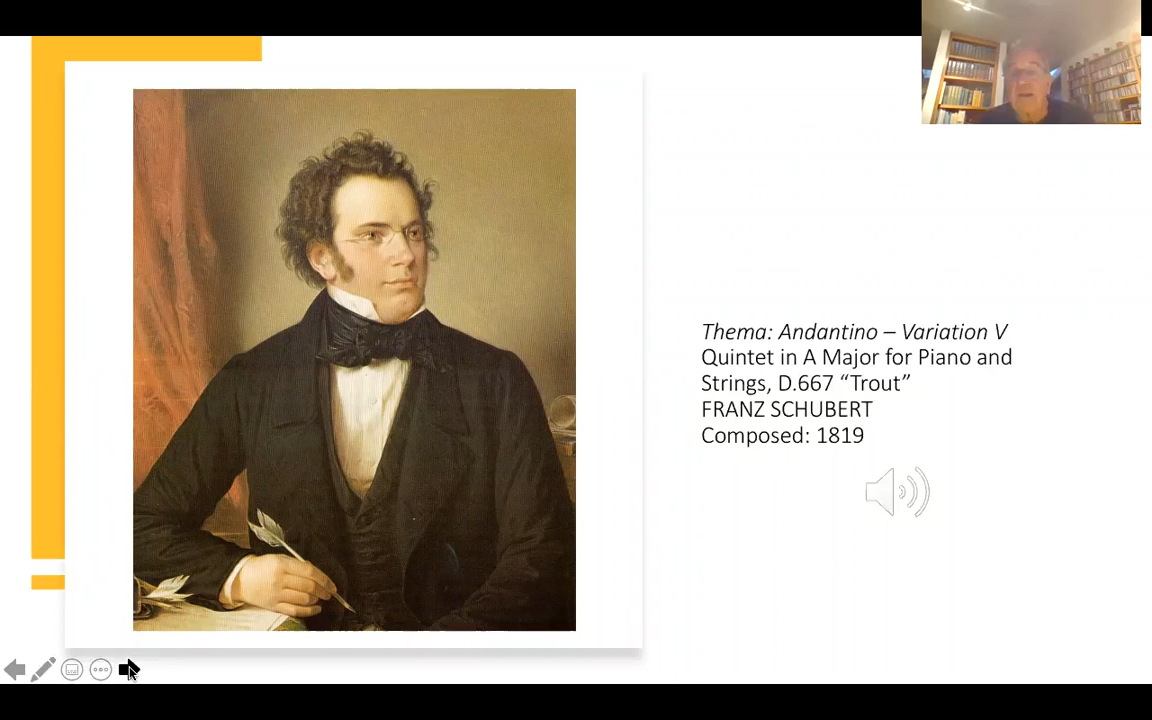 Thema: Andantino – Variation V
Quintet in A Major for Piano and
Strings, D.667 “Trout”
FRANZ SCHUBERT
Composed: 1819